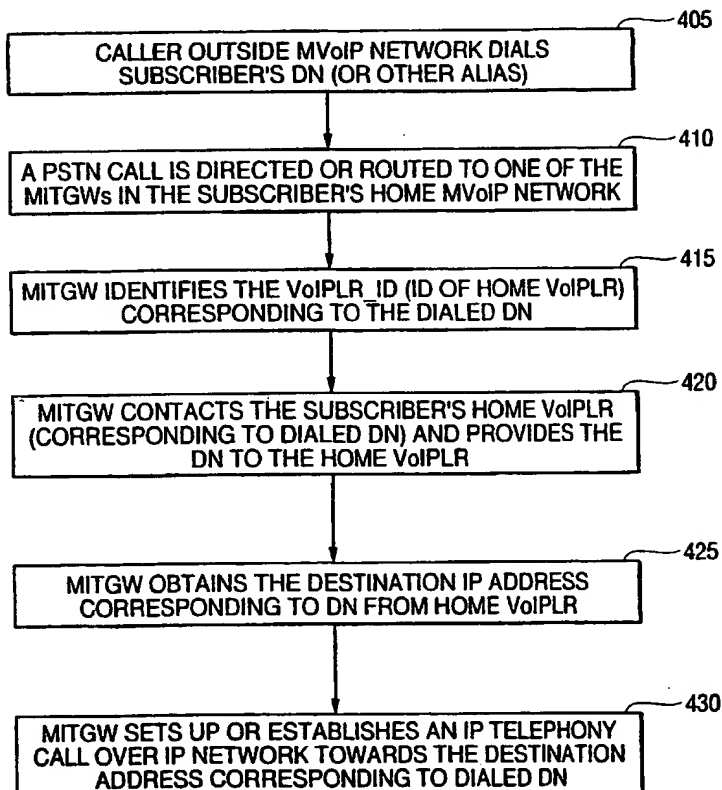 405
CALLER OUTSIDE MVoIP NETWORK DIALS
SUBSCRIBER'S DN (OR OTHER ALIAS)
410
A PSTN CALL IS DIRECTED OR ROUTED TO ONE OF THE
MITGWs IN THE SUBSCRIBER'S HOME MVoIP NETWORK
415
MITGW IDENTIFIES THE VoIPLR_ID (ID OF HOME VoIPLR)
CORRESPONDING TO THE DIALED DN
420
MITGW CONTACTS THE SUBSCRIBER'S HOME VoIPLR
(CORRESPONDING TO DIALED DN) AND PROVIDES THE
DN TO THE HOME VoIPLR
425
MITGW OBTAINS THE DESTINATION IP ADDRESS
CORRESPONDING TO DN FROM HOME VoIPLR
430
MITGW SETS UP OR ESTABLISHES AN IP TELEPHONY
CALL OVER IP NETWORK TOWARDS THE DESTINATION
ADDRESS CORRESPONDING TO DIALED DN